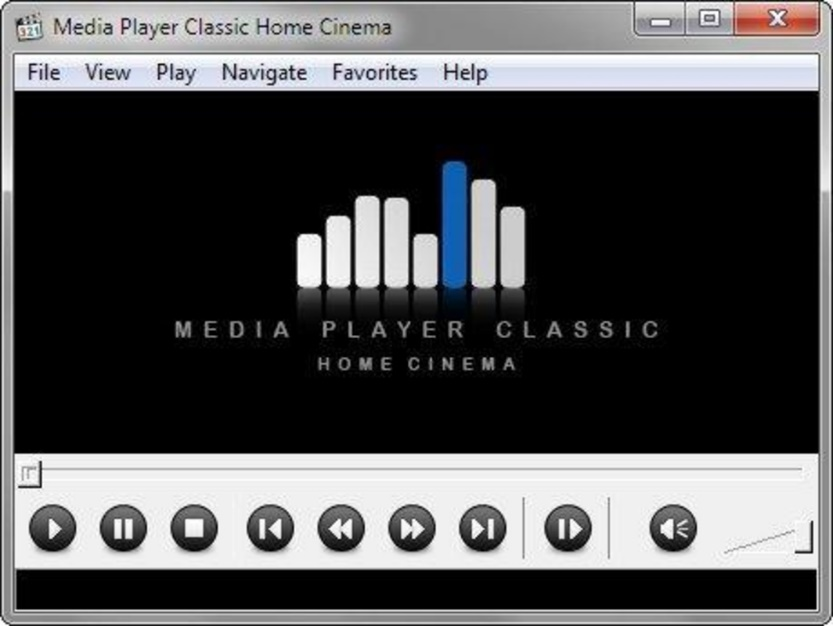 Media Player Classic Home Cinema
File View Play Navigate Favorites Help
MEDIA PLAYER CLASSIC
HOME CINEMA